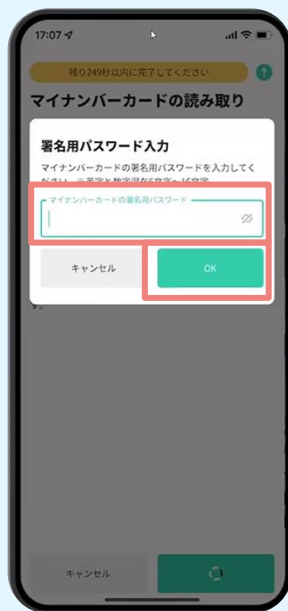 17:07
残り249秒以内に完了してください
?
マイナンバーカードの読み取り
署名用パスワード入力
マイナンバーカードの署名用パスワードを入力してく
ださい。※英字と数字混在6文字～16文字
マイナンバーカードの署名用パスワード
キャンセル
OK
す。
キャンセル